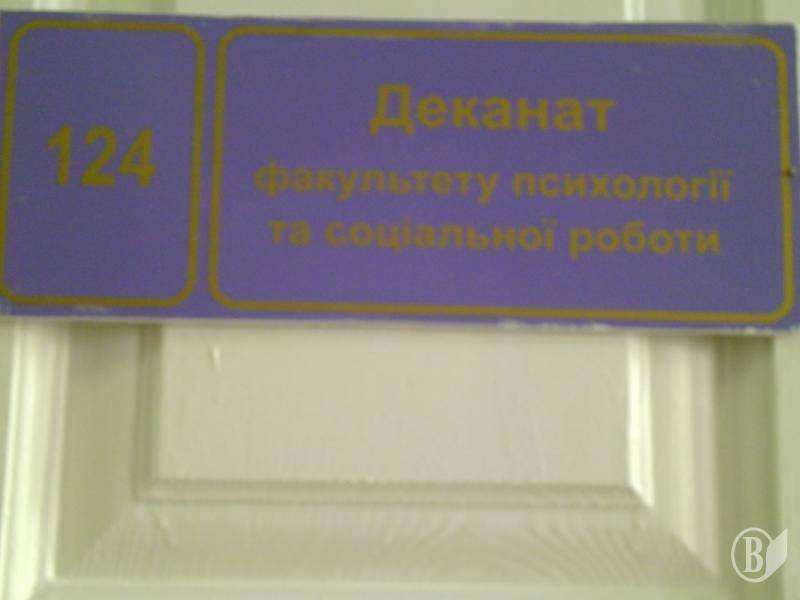 124
Деканат
факультету психології
та соціальної роботи
B